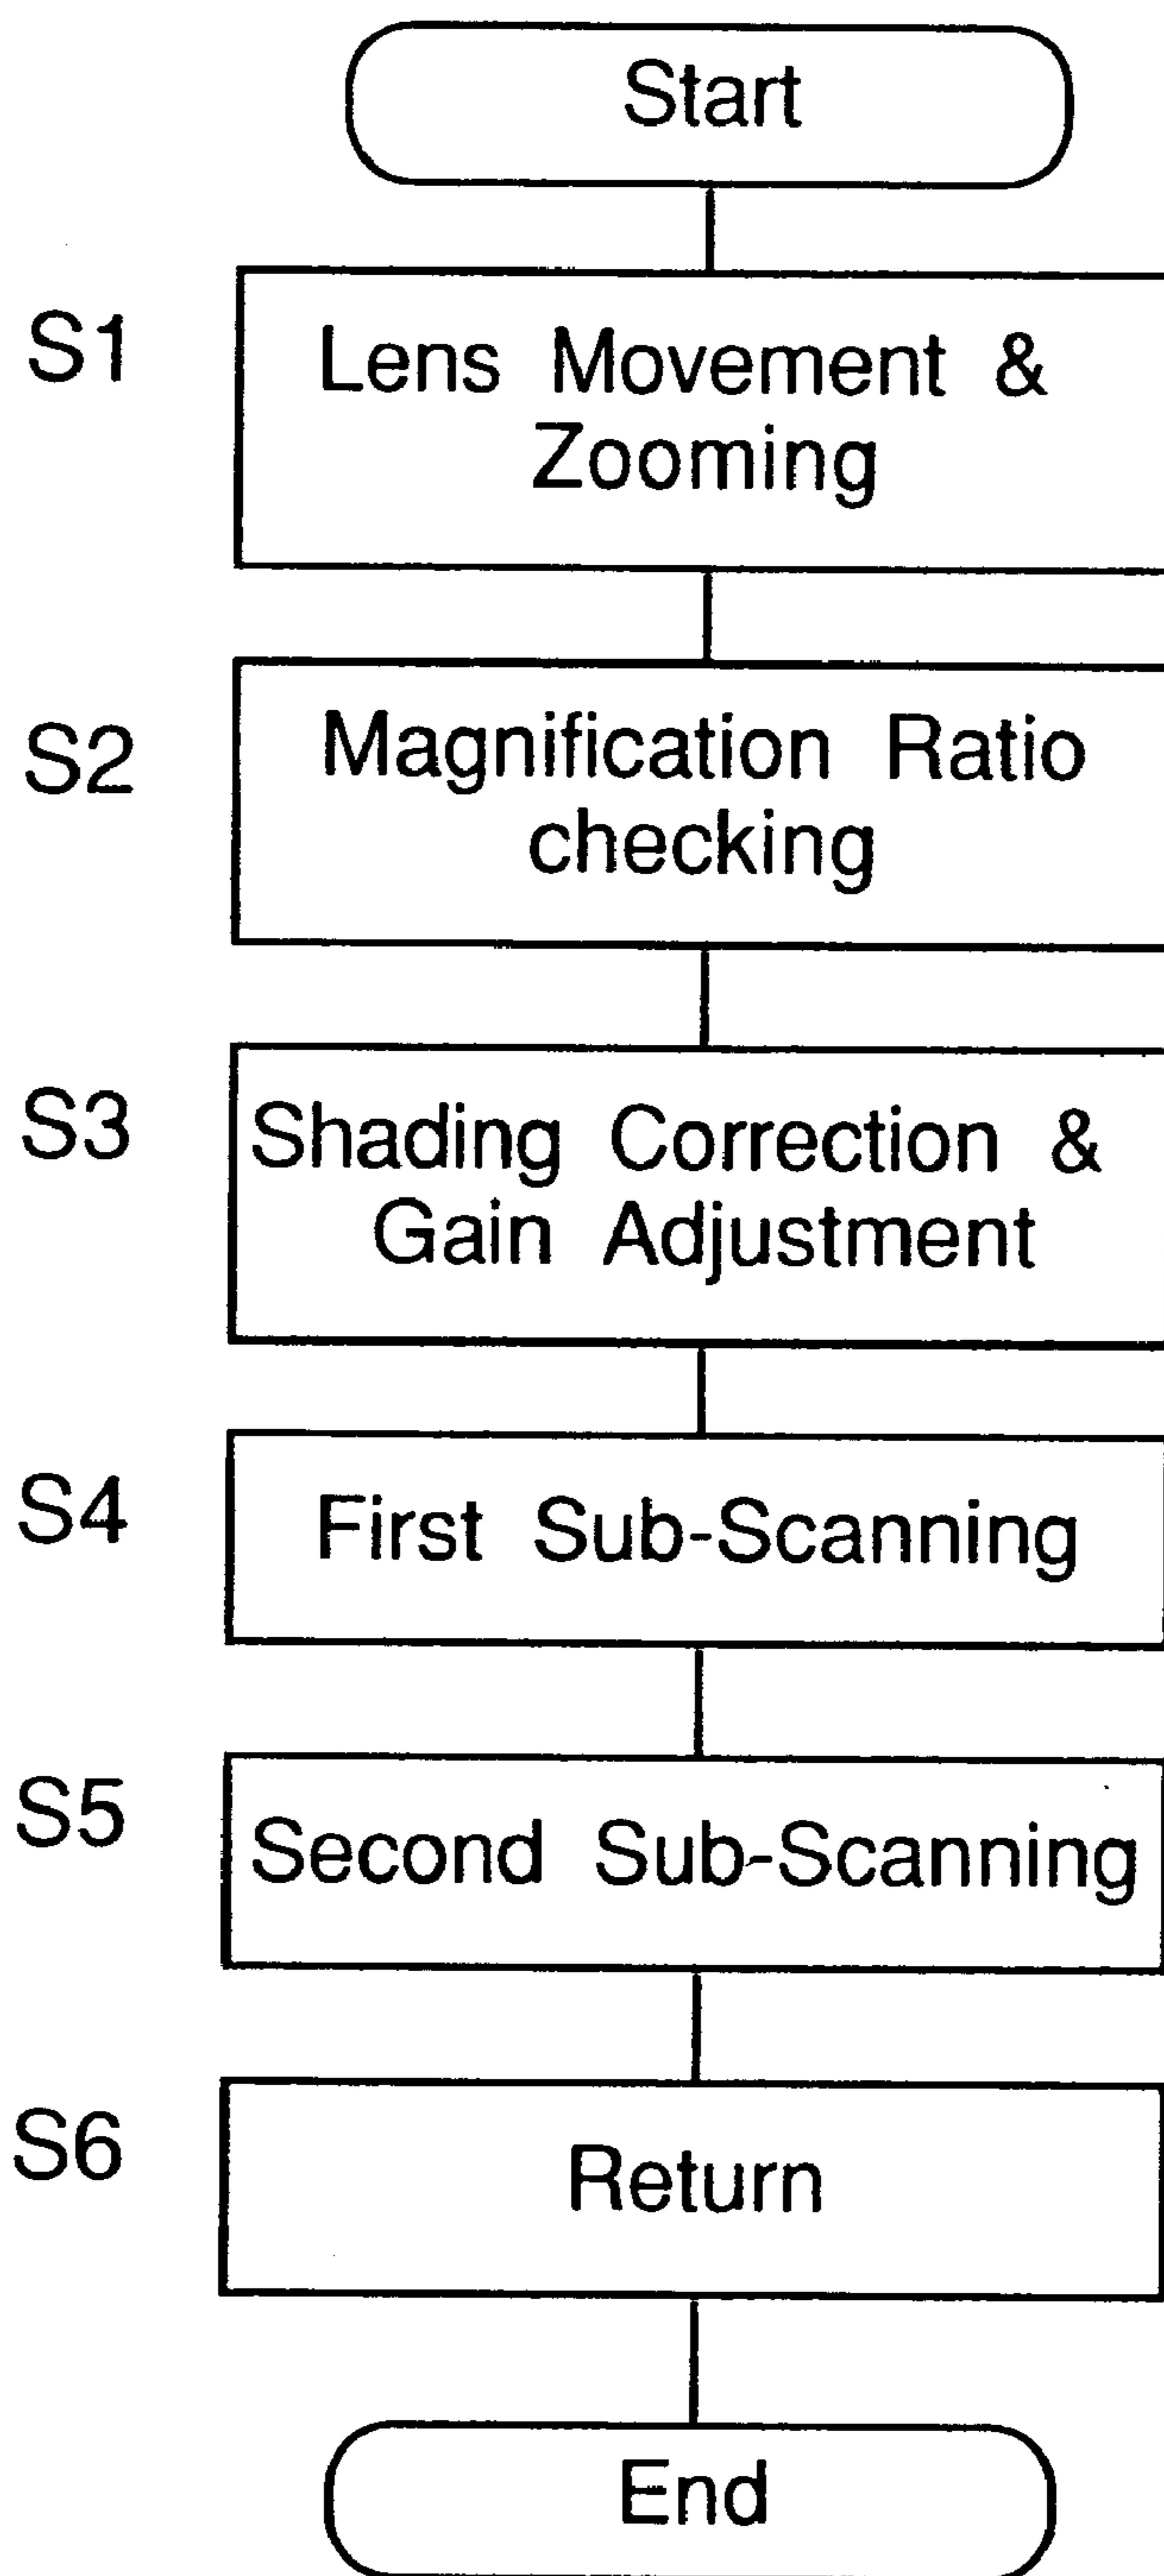 Start
S1
Lens Movement &
Zooming
S2
Magnification Ratio
checking
S3
Shading Correction &
Gain Adjustment
S4
First Sub-Scanning
S5
Second Sub-Scanning
S6
Return
End